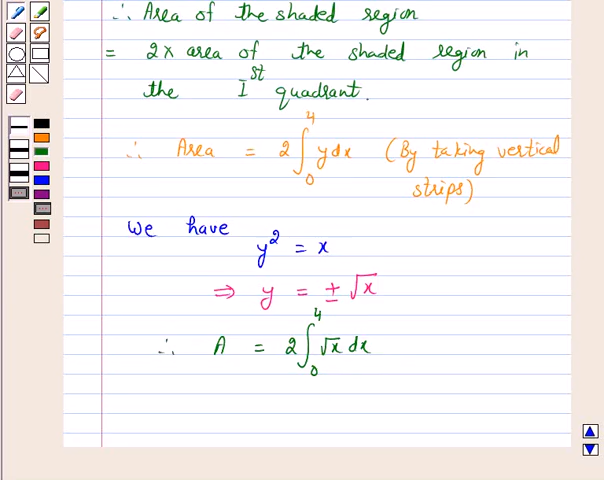 ∴ Area of the shaded region
= 2 x area of the shaded region in
the Iˢᵗ quadrant.
∴ Area = 2 ∫₀⁴ y dx (By taking vertical
strips)
We have
y² = x
⇒ y = ± √x
∴ A = 2 ∫₀⁴ √x dx